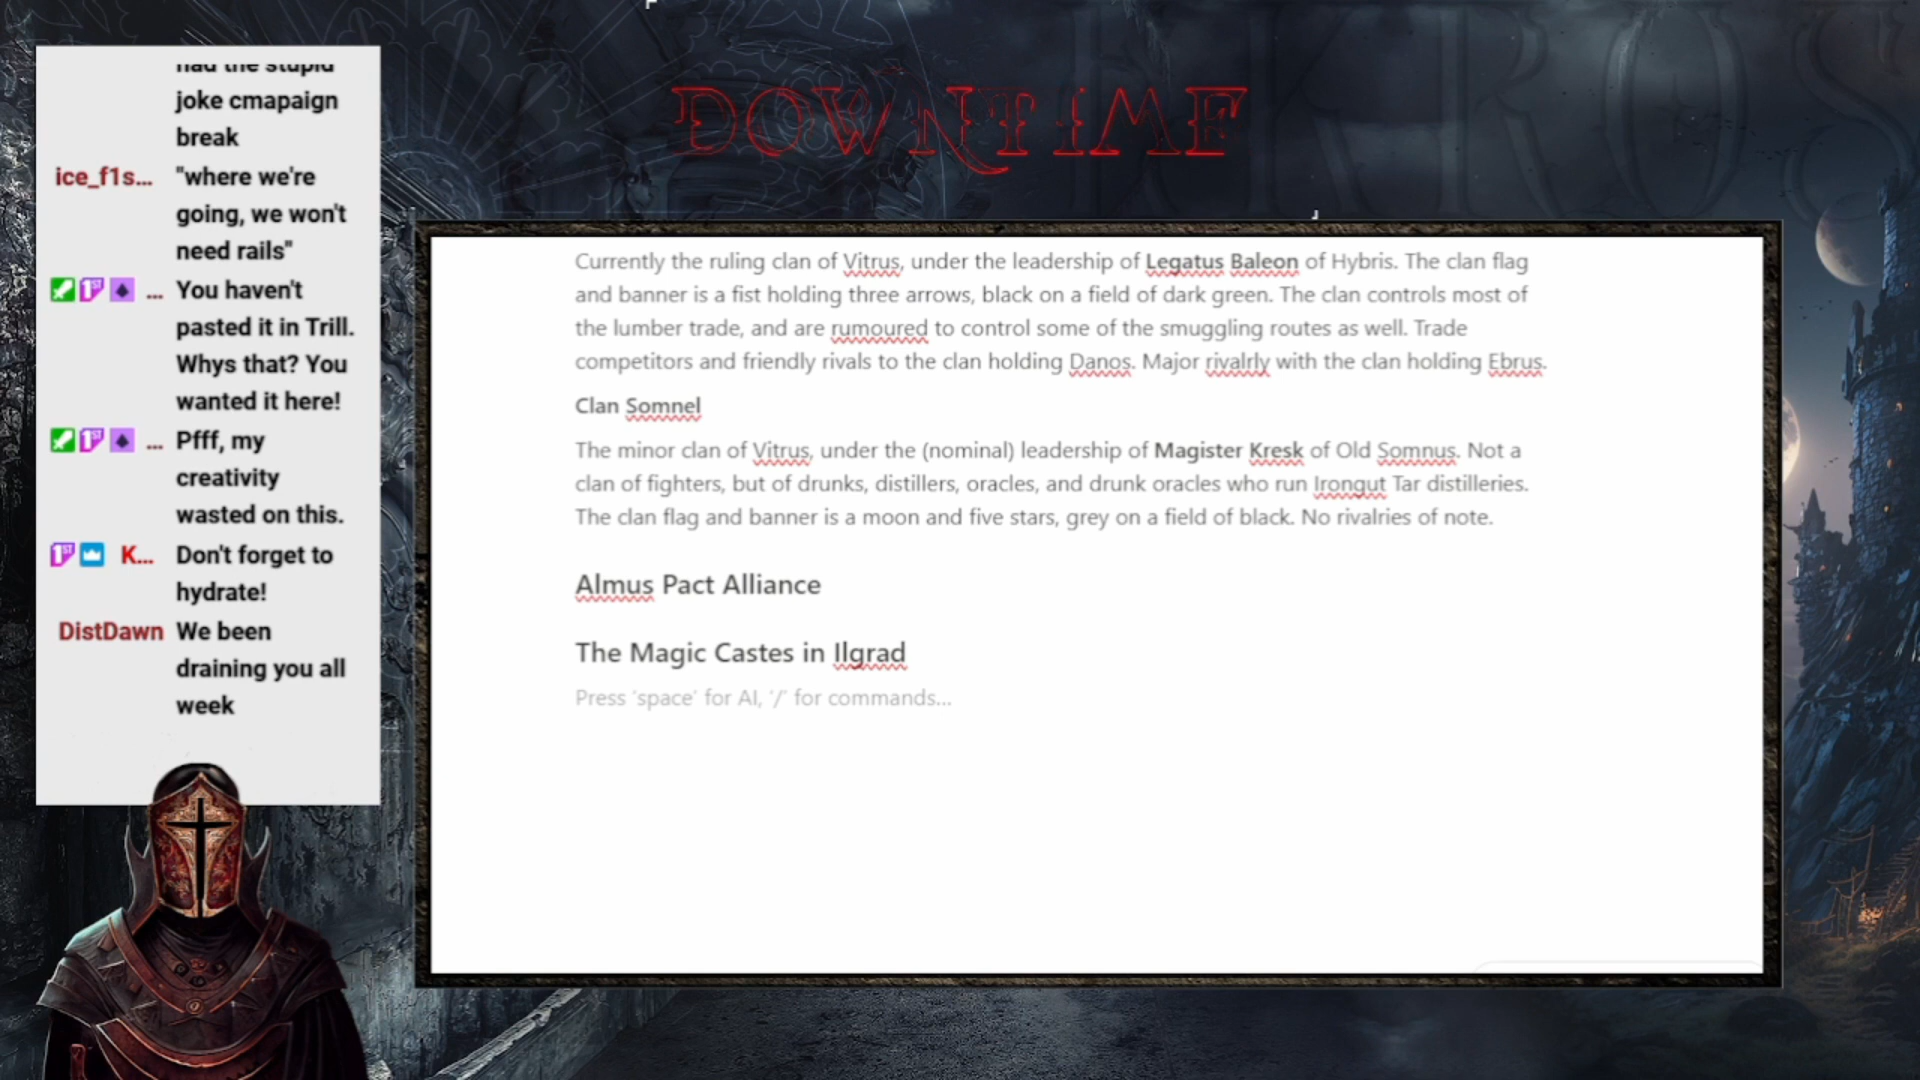 had the stupid
joke cmapaign
break
ice_f1s... "where we're
going, we won't
need rails"
1ST ... You haven't
pasted it in Trill.
Whys that? You
wanted it here!
1ST ... Pfff, my
creativity
wasted on this.
1ST K... Don't forget to
hydrate!
DistDawn We been
draining you all
week
DOWNTIME
Currently the ruling clan of Vitrus, under the leadership of Legatus Baleon of Hybris. The clan flag
and banner is a fist holding three arrows, black on a field of dark green. The clan controls most of
the lumber trade, and are rumoured to control some of the smuggling routes as well. Trade
competitors and friendly rivals to the clan holding Danos. Major rivalrly with the clan holding Ebrus.
Clan Somnel
The minor clan of Vitrus, under the (nominal) leadership of Magister Kresk of Old Somnus. Not a
clan of fighters, but of drunks, distillers, oracles, and drunk oracles who run Irongut Tar distilleries.
The clan flag and banner is a moon and five stars, grey on a field of black. No rivalries of note.
Almus Pact Alliance
The Magic Castes in Ilgrad
Press 'space' for AI, '/' for commands...